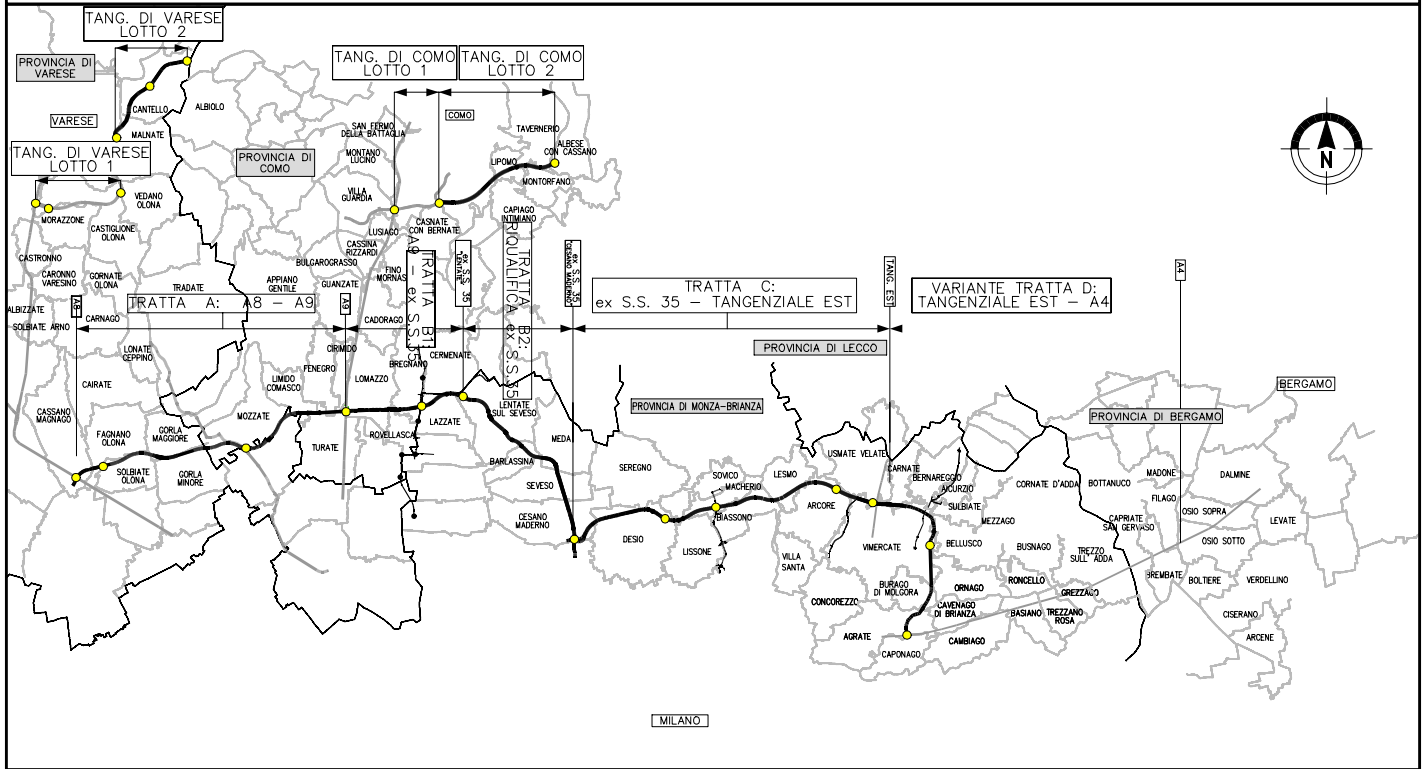 TANG. DI VARESE
LOTTO 2
PROVINCIA DI
VARESE
CANTELLO
ALBIOLO
VARESE
MALNATE
TANG. DI COMO
LOTTO 1
TANG. DI COMO
LOTTO 2
COMO
SAN FERMO
DELLA BATTAGLIA
TAVERNERIO
ALBESE
CON CASSANO
MONTANO
LUCINO
LIPOMO
MONTORFANO
TANG. DI VARESE
LOTTO 1
PROVINCIA DI
COMO
VILLA
GUARDIA
VEDANO
OLONA
MORAZZONE
CASTIGLIONE
OLONA
LUSIAGO
CASNATE
CON BERNATE
CAPIAGO
INTIMIANO
N
CASTRONNO
CASSINA
RIZZARDI
BULGAROGRASSO
CARONNO
VARESINO
GORNATE
OLONA
APPIANO
GENTILE
GUANZATE
FINO
MORNAS
TRADATE
ALBIZZATE
SOLBIATE ARNO
CARNAGO
A8
TRATTA A: A8 - A9
A9
CADORAGO
TRATTA B1:
A9 - ex S.S.35
ex S.S. 35
LENTATE
TRATTA B2:
RIQUALIFICA ex S.S.35
ex S.S. 35
CESANO MADERNO
TRATTA C:
ex S.S. 35 - TANGENZIALE EST
TANG. EST
VARIANTE TRATTA D:
TANGENZIALE EST - A4
A4
LONATE
CEPPINO
CIRIMIDO
FENEGRO
BREGNANO
CERMENATE
PROVINCIA DI LECCO
CAIRATE
LIMIDO
COMASCO
LOMAZZO
BERGAMO
CASSANO
MAGNAGO
MOZZATE
LAZZATE
LENTATE
SUL SEVESO
PROVINCIA DI MONZA-BRIANZA
PROVINCIA DI BERGAMO
FAGNANO
OLONA
GORLA
MAGGIORE
TURATE
ROVELLASCA
MEDA
BARLASSINA
SEREGNO
SOVICO
MACHERIO
LESMO
USMATE VELATE
CARNATE
BERNAREGGIO
AICURZIO
SOLBIATE
OLONA
GORLA
MINORE
SEVESO
CORNATE D'ADDA
BOTTANUCO
MADONE
DALMINE
FILAGO
CESANO
MADERNO
BIASSONO
ARCORE
SULBIATE
MEZZAGO
CAPRIATE
SAN GERVASO
OSIO SOPRA
LEVATE
DESIO
LISSONE
VILLA
SANTA
VIMERCATE
BELLUSCO
BUSNAGO
TREZZO
SULL'ADDA
OSIO SOTTO
BREMBATE
BOLTIERE
VERDELLINO
CONCOREZZO
BURAGO
DI MOLGORA
ORNAGO
RONCELLO
GREZZAGO
CAVENAGO
DI BRIANZA
BASIANO
TREZZANO
ROSA
CISERANO
ARCENE
AGRATE
CAPONAGO
CAMBIAGO
MILANO